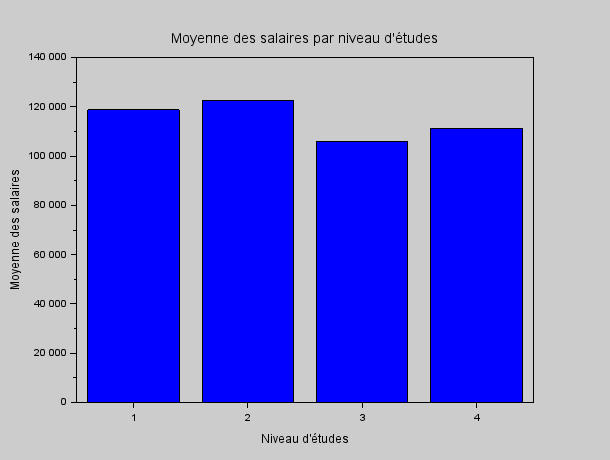 Moyenne des salaires par niveau d'études
140 000
120 000
100 000
80 000
60 000
40 000
20 000
0
Moyenne des salaires
1 2 3 4
Niveau d'études